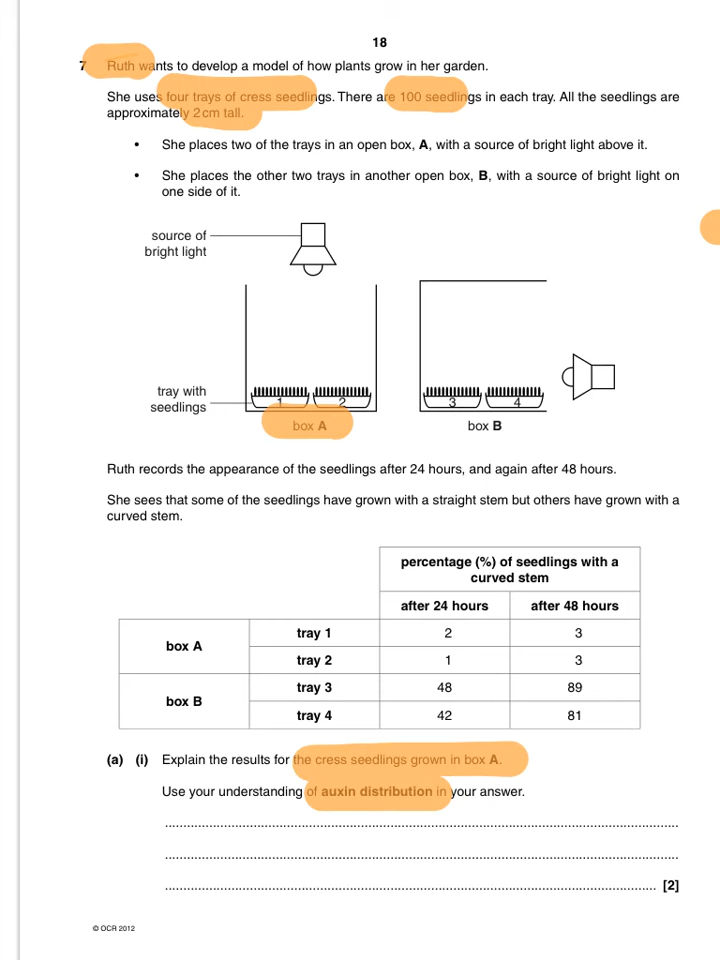 18
7 Ruth wants to develop a model of how plants grow in her garden.
She uses four trays of cress seedlings. There are 100 seedlings in each tray. All the seedlings are
approximately 2 cm tall.
• She places two of the trays in an open box, A, with a source of bright light above it.
• She places the other two trays in another open box, B, with a source of bright light on
one side of it.
source of
bright light
tray with
seedlings
1 2 3 4
box A box B
Ruth records the appearance of the seedlings after 24 hours, and again after 48 hours.
She sees that some of the seedlings have grown with a straight stem but others have grown with a
curved stem.
percentage (%) of seedlings with a
curved stem
after 24 hours after 48 hours
box A tray 1 2 3
tray 2 1 3
box B tray 3 48 89
tray 4 42 81
(a) (i) Explain the results for the cress seedlings grown in box A.
Use your understanding of auxin distribution in your answer.
[2]
© OCR 2012